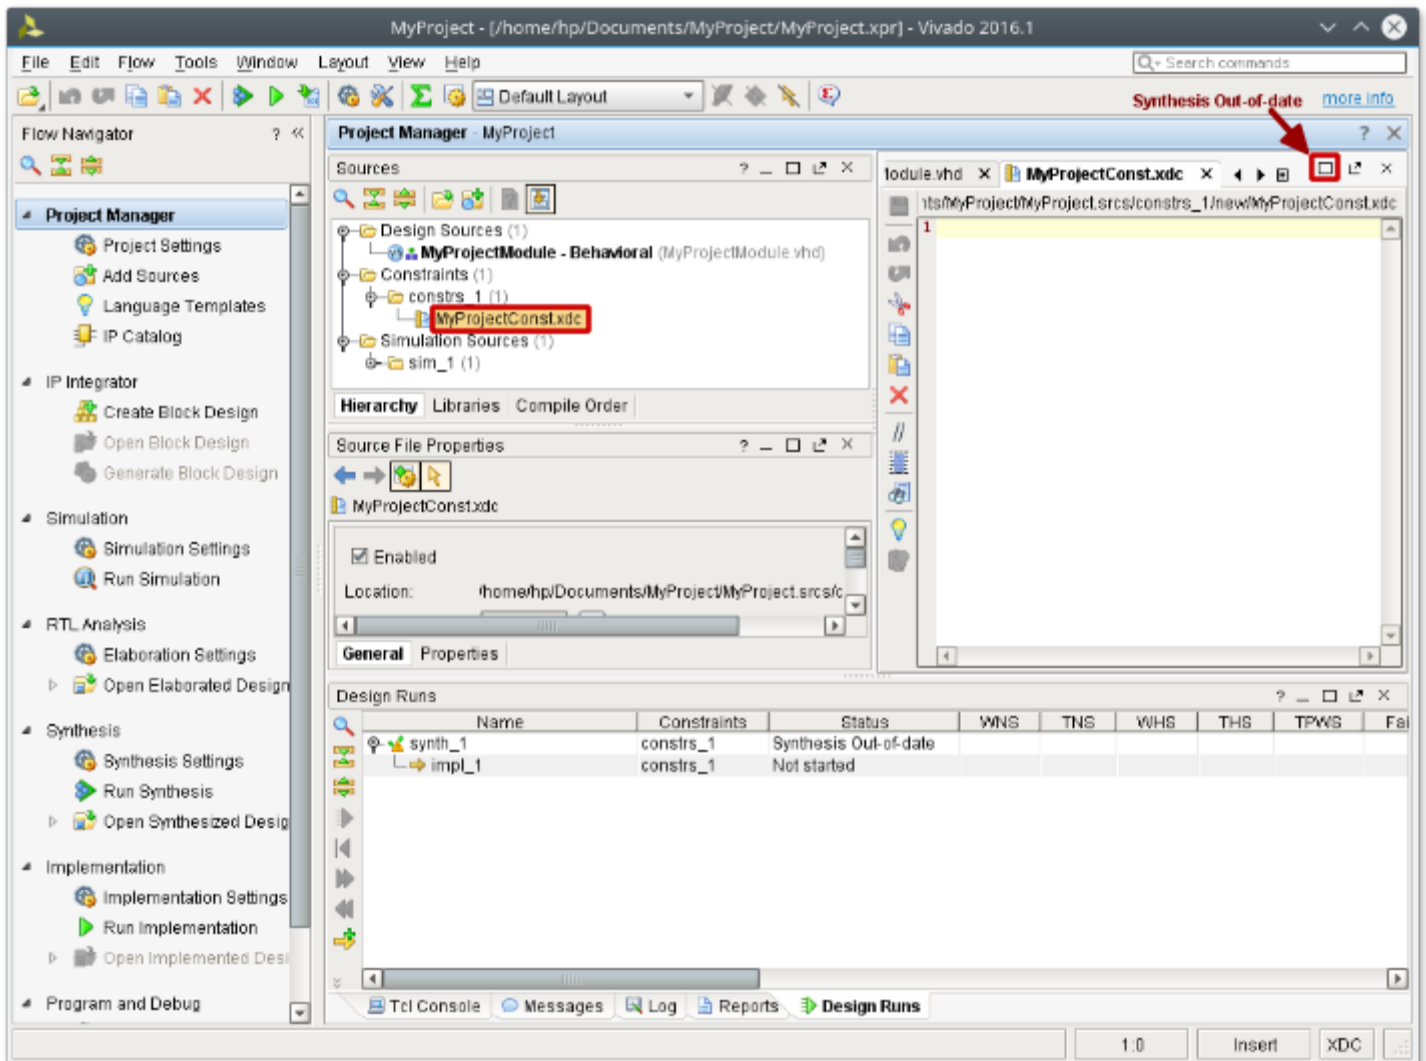 MyProject - [/home/hp/Documents/MyProject/MyProject.xpr] - Vivado 2016.1
File Edit Flow Tools Window Layout View Help
Search commands
Default Layout
Synthesis Out-of-date more info
Flow Navigator
Project Manager
Project Settings
Add Sources
Language Templates
IP Catalog
IP Integrator
Create Block Design
Open Block Design
Generate Block Design
Simulation
Simulation Settings
Run Simulation
RTL Analysis
Elaboration Settings
Open Elaborated Design
Synthesis
Synthesis Settings
Run Synthesis
Open Synthesized Desig
Implementation
Implementation Settings
Run Implementation
Open Implemented Desi
Program and Debug
Project Manager - MyProject
Sources
Design Sources (1)
MyProjectModule - Behavioral (MyProjectModule.vhd)
Constraints (1)
constrs_1 (1)
MyProjectConst.xdc
Simulation Sources (1)
sim_1 (1)
Hierarchy Libraries Compile Order
Source File Properties
MyProjectConst.xdc
Enabled
Location: /home/hp/Documents/MyProject/MyProject.srcs/c
General Properties
lodule.vhd MyProjectConst.xdc
nts/MyProject/MyProject.srcs/constrs_1/new/MyProjectConst.xdc
1
Design Runs
Name Constraints Status WNS TNS WHS THS TPWS Fai
synth_1 constrs_1 Synthesis Out-of-date
impl_1 constrs_1 Not started
Tcl Console Messages Log Reports Design Runs
1:0 Insert XDC